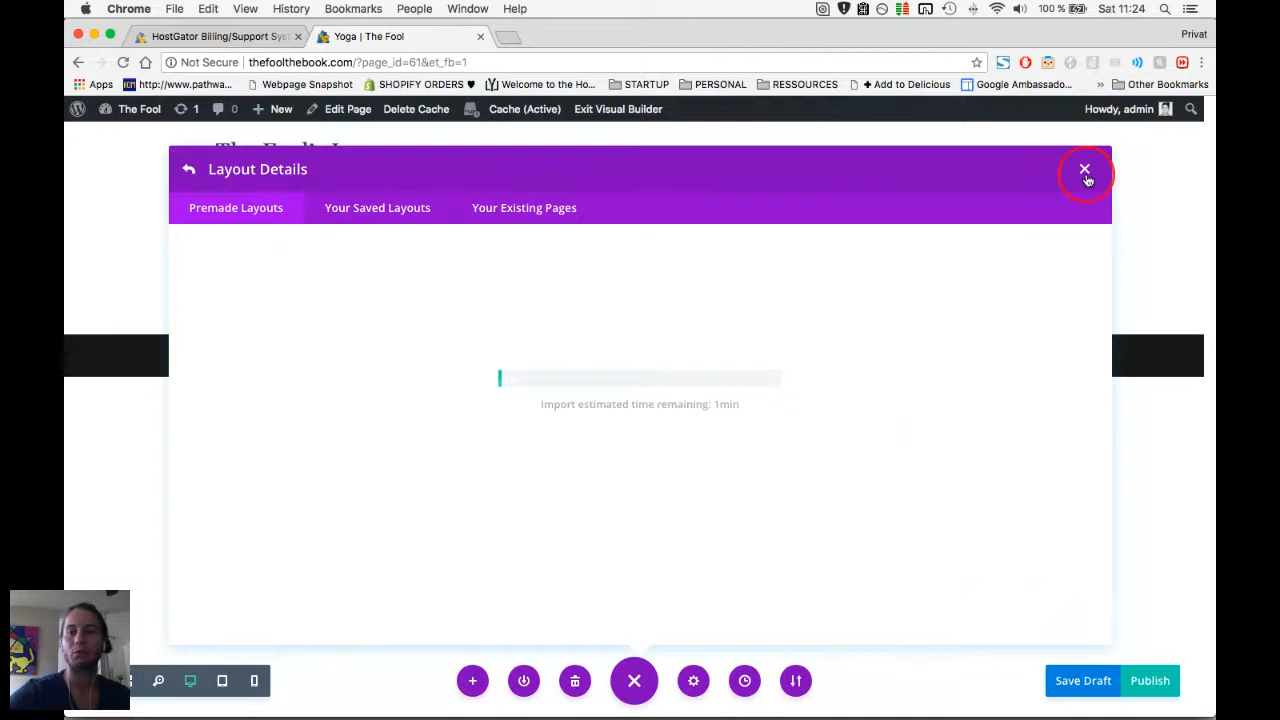 Chrome File Edit View History Bookmarks People Window Help 100 % Sat 11:24
HostGator Billing/Support Syst Yoga | The Fool Privat
Not Secure thefoolthebook.com/?page_id=61&et_fb=1
Apps http://www.pathwa... Webpage Snapshot SHOPIFY ORDERS ♥ Welcome to the Ho... STARTUP PERSONAL RESSOURCES + Add to Delicious Google Ambassado... » Other Bookmarks
The Fool 1 0 New Edit Page Delete Cache Cache (Active) Exit Visual Builder Howdy, admin
Layout Details
Premade Layouts Your Saved Layouts Your Existing Pages
Import estimated time remaining: 1min
Save Draft Publish